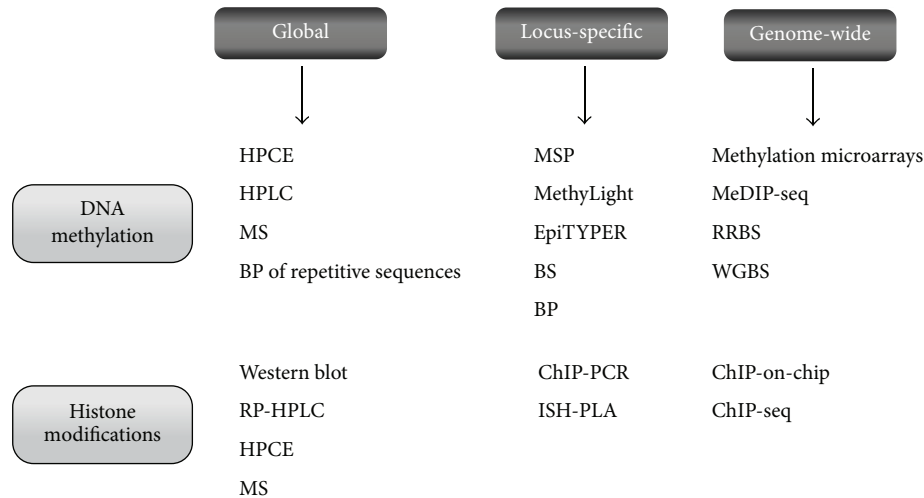 Global
Locus-specific
Genome-wide
DNA
methylation
HPCE
HPLC
MS
BP of repetitive sequences
MSP
MethyLight
EpiTYPER
BS
BP
Methylation microarrays
MeDIP-seq
RRBS
WGBS
Histone
modifications
Western blot
RP-HPLC
HPCE
MS
ChIP-PCR
ISH-PLA
ChIP-on-chip
ChIP-seq